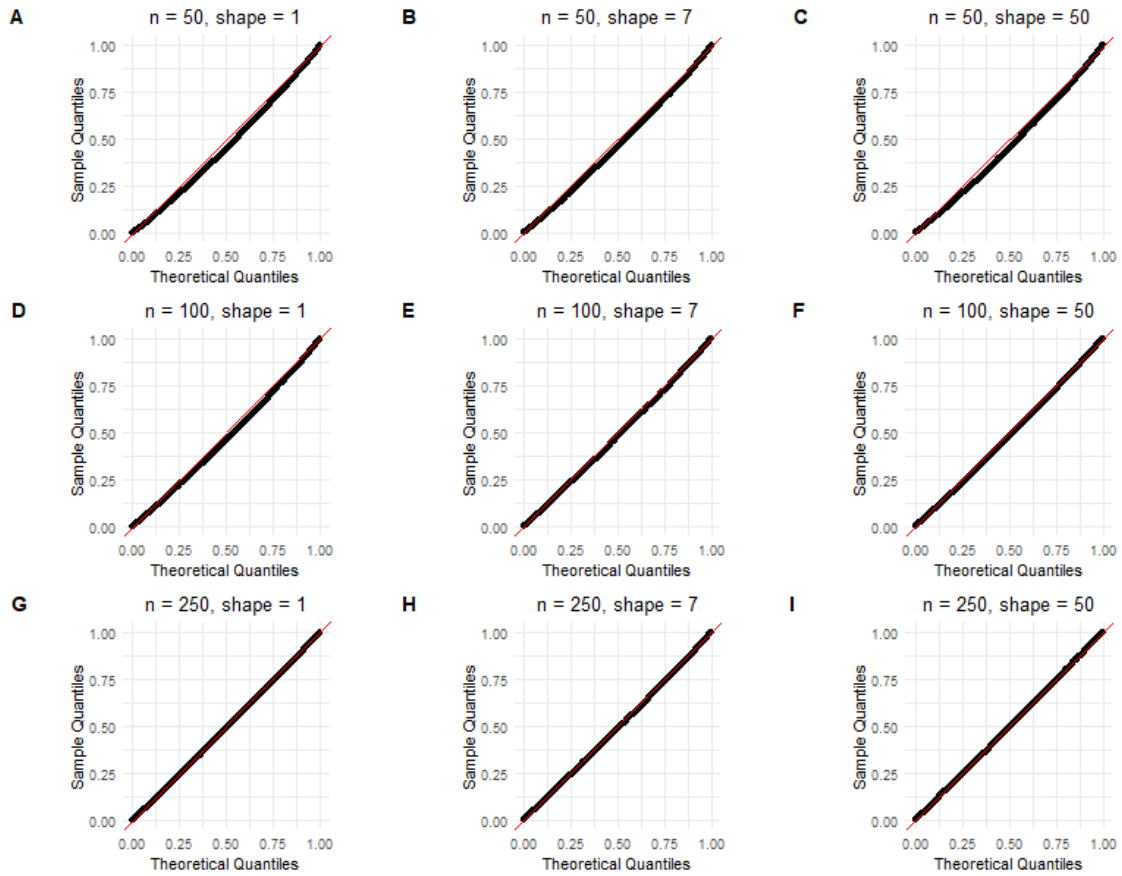 A n = 50, shape = 1
B n = 50, shape = 7
C n = 50, shape = 50
Sample Quantiles
1.00
0.75
0.50
0.25
0.00
0.00 0.25 0.50 0.75 1.00
Theoretical Quantiles
Sample Quantiles
1.00
0.75
0.50
0.25
0.00
0.00 0.25 0.50 0.75 1.00
Theoretical Quantiles
Sample Quantiles
1.00
0.75
0.50
0.25
0.00
0.00 0.25 0.50 0.75 1.00
Theoretical Quantiles
D n = 100, shape = 1
E n = 100, shape = 7
F n = 100, shape = 50
Sample Quantiles
1.00
0.75
0.50
0.25
0.00
0.00 0.25 0.50 0.75 1.00
Theoretical Quantiles
Sample Quantiles
1.00
0.75
0.50
0.25
0.00
0.00 0.25 0.50 0.75 1.00
Theoretical Quantiles
Sample Quantiles
1.00
0.75
0.50
0.25
0.00
0.00 0.25 0.50 0.75 1.00
Theoretical Quantiles
G n = 250, shape = 1
H n = 250, shape = 7
I n = 250, shape = 50
Sample Quantiles
1.00
0.75
0.50
0.25
0.00
0.00 0.25 0.50 0.75 1.00
Theoretical Quantiles
Sample Quantiles
1.00
0.75
0.50
0.25
0.00
0.00 0.25 0.50 0.75 1.00
Theoretical Quantiles
Sample Quantiles
1.00
0.75
0.50
0.25
0.00
0.00 0.25 0.50 0.75 1.00
Theoretical Quantiles